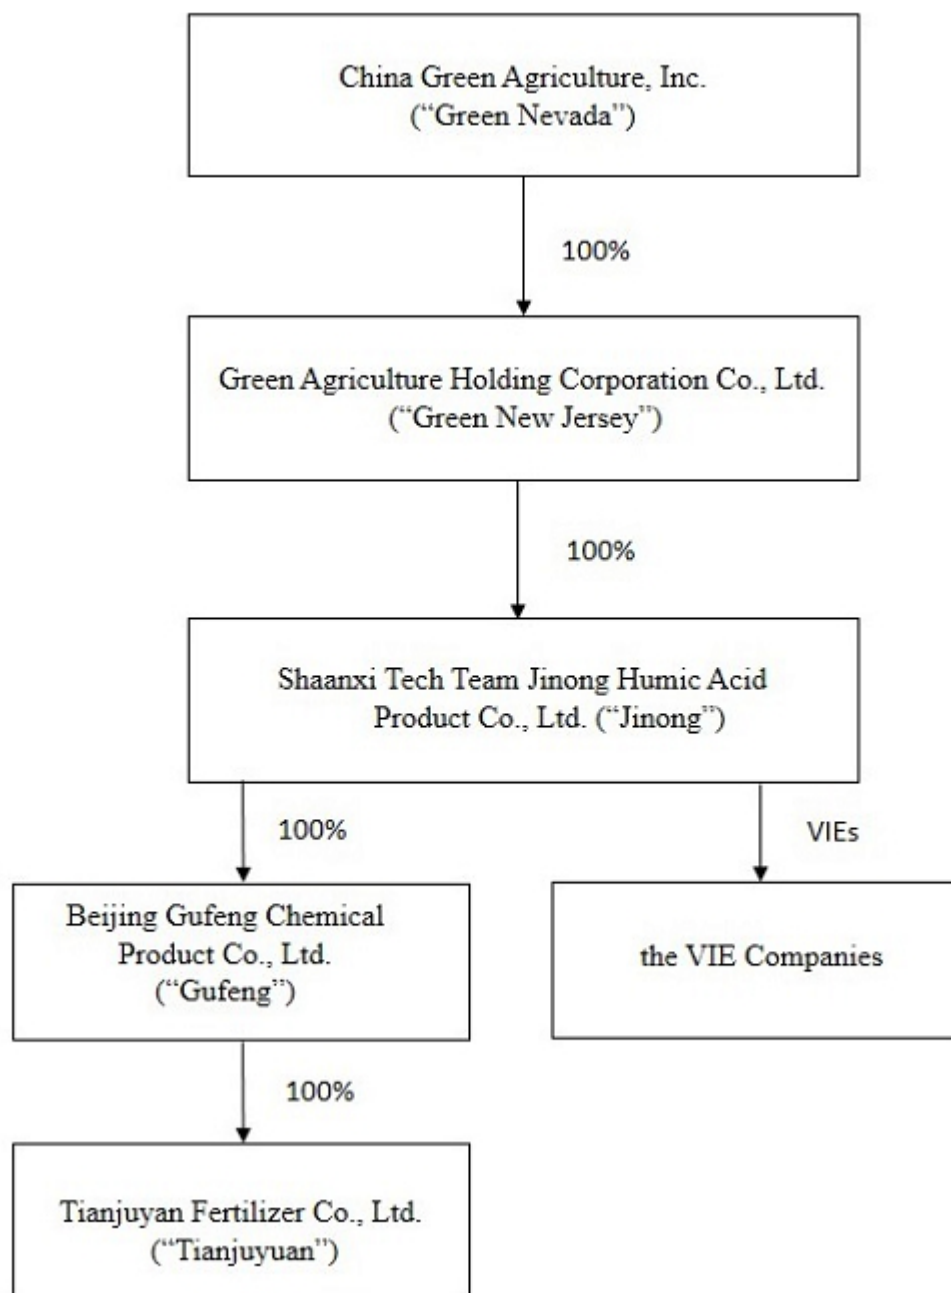 China Green Agriculture, Inc.
(“Green Nevada”)
100%
Green Agriculture Holding Corporation Co., Ltd.
(“Green New Jersey”)
100%
Shaanxi Tech Team Jinong Humic Acid
Product Co., Ltd. (“Jinong”)
100%
VIEs
Beijing Gufeng Chemical
Product Co., Ltd.
(“Gufeng”)
the VIE Companies
100%
Tianjuyan Fertilizer Co., Ltd.
(“Tianjuyuan”)